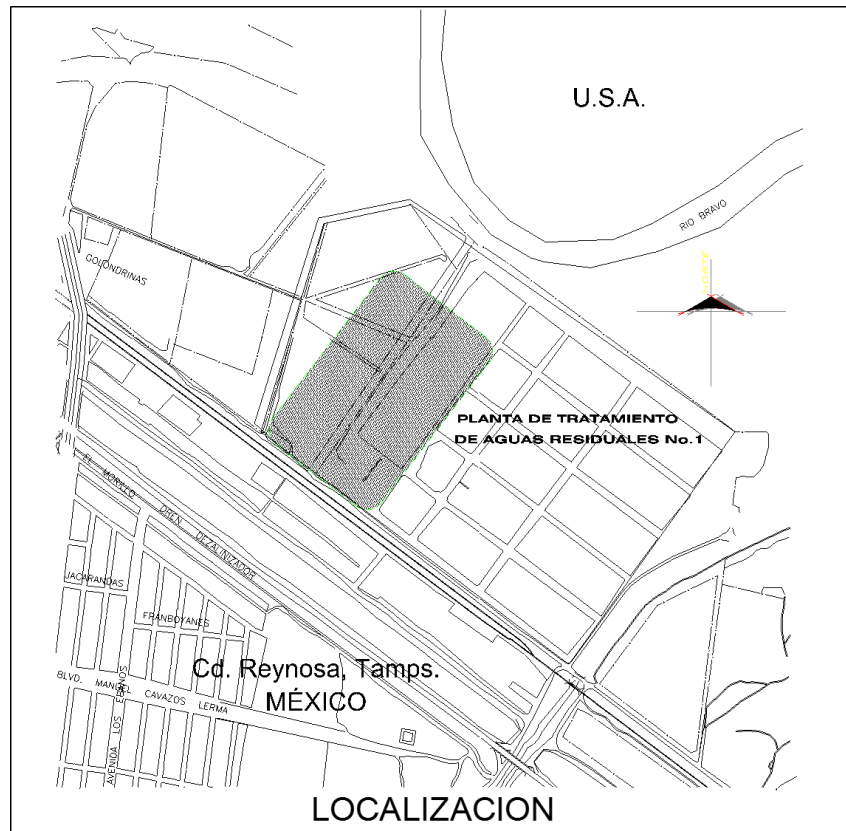 U.S.A.
RIO BRAVO
NORTE
GOLONDRINAS
PLANTA DE TRATAMIENTO
DE AGUAS RESIDUALES No.1
EL MORILLO DREN DEZALINIZADOR
JACARANDAS
FRANBOYANES
Cd. Reynosa, Tamps.
MÉXICO
BLVD. MANUEL CAVAZOS LERMA
AVENIDA LOS EBANOS
LOCALIZACION